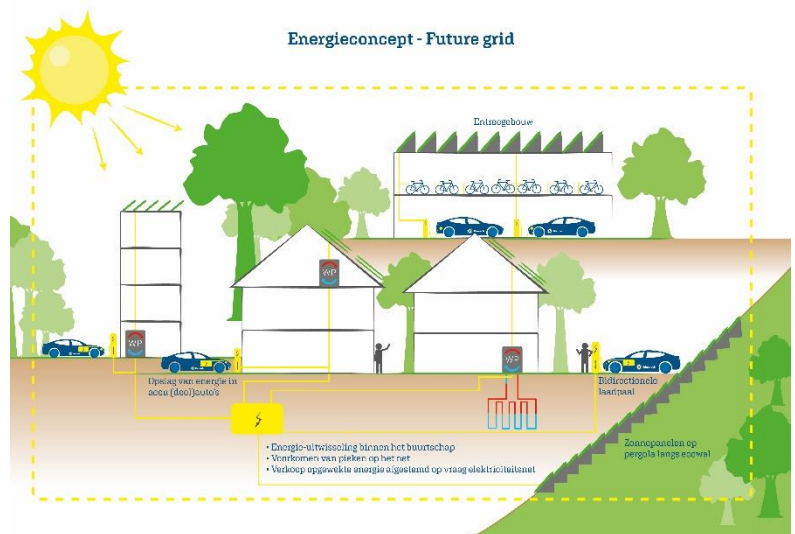 Energieconcept - Future grid
Entreegebouw
WP
WP
WP
Opslag van energie in
accu (deel)auto's
Bidirectionele
laadpaal
Zonnepanelen op
pergola langs ecowal
• Energie-uitwisseling binnen het buurtschap
• Voorkomen van pieken op het net
• Verkoop opgewekte energie afgestemd op vraag elektriciteitsnet